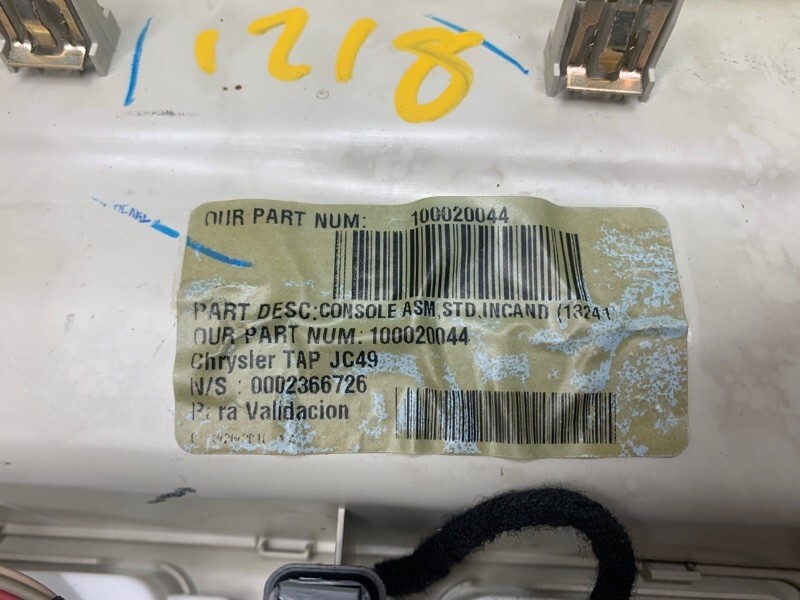 1218
OUR PART NUM: 100020044
PART DESC:CONSOLE ASM,STD,INCAND (13241)
OUR PART NUM: 100020044
Chrysler TAP JC49
N/S : 0002366726
Para Validacion